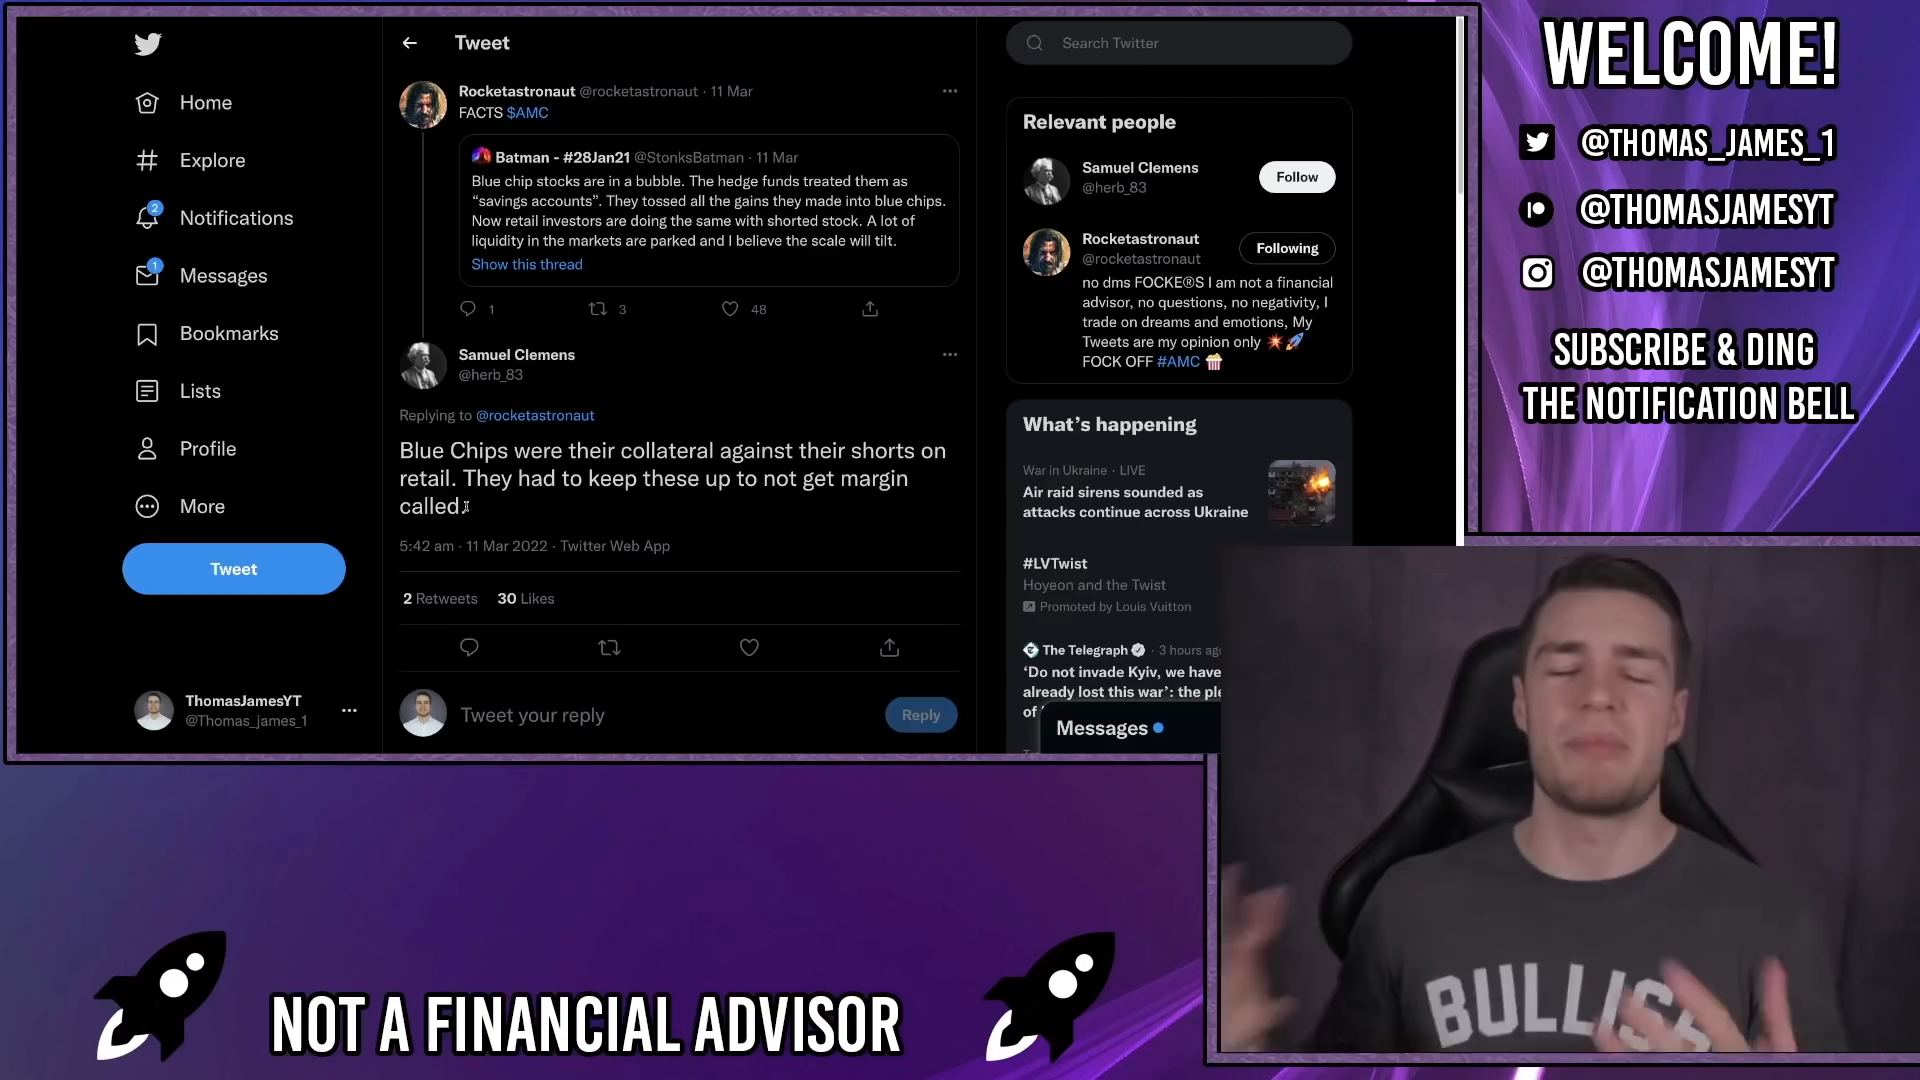 Tweet
Search Twitter
Home
Explore
2
Notifications
1
Messages
Bookmarks
Lists
Profile
More
Tweet
ThomasJamesYT
@Thomas_james_1
Rocketastronaut @rocketastronaut · 11 Mar
FACTS $AMC
Batman - #28Jan21 @StonksBatman · 11 Mar
Blue chip stocks are in a bubble. The hedge funds treated them as
“savings accounts”. They tossed all the gains they made into blue chips.
Now retail investors are doing the same with shorted stock. A lot of
liquidity in the markets are parked and I believe the scale will tilt.
Show this thread
1 3 48
Samuel Clemens
@herb_83
Replying to @rocketastronaut
Blue Chips were their collateral against their shorts on
retail. They had to keep these up to not get margin
called.
5:42 am · 11 Mar 2022 · Twitter Web App
2 Retweets 30 Likes
Tweet your reply
Reply
Relevant people
Samuel Clemens
@herb_83
Follow
Rocketastronaut
@rocketastronaut
Following
no dms FOCKE®S I am not a financial
advisor, no questions, no negativity, I
trade on dreams and emotions, My
Tweets are my opinion only 💥🚀
FOCK OFF #AMC 🍿
What’s happening
War in Ukraine · LIVE
Air raid sirens sounded as
attacks continue across Ukraine
#LVTwist
Hoyeon and the Twist
Promoted by Louis Vuitton
The Telegraph · 3 hours ag
‘Do not invade Kyiv, we have
already lost this war’: the ple
of
Messages
WELCOME!
@THOMAS_JAMES_1
@THOMASJAMESYT
@THOMASJAMESYT
SUBSCRIBE & DING
THE NOTIFICATION BELL
BULLISH
NOT A FINANCIAL ADVISOR